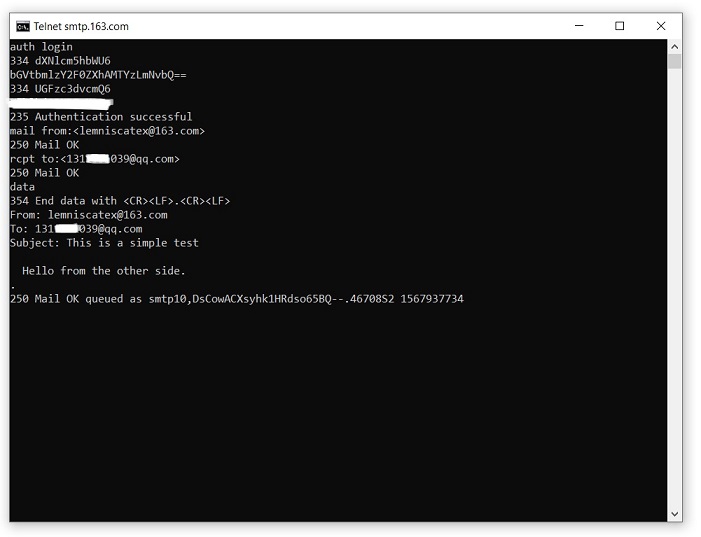 Telnet smtp.163.com
auth login
334 dXNlcm5hbWU6
bGVtbmlzY2F0ZXhAMTYzLmNvbQ==
334 UGFzc3dvcmQ6
235 Authentication successful
mail from:<lemniscatex@163.com>
250 Mail OK
rcpt to:<131 039@qq.com>
250 Mail OK
data
354 End data with <CR><LF>.<CR><LF>
From: lemniscatex@163.com
To: 131 039@qq.com
Subject: This is a simple test
Hello from the other side.
.
250 Mail OK queued as smtp10,DsCowACXsyhk1HRdso65BQ--.46708S2 1567937734